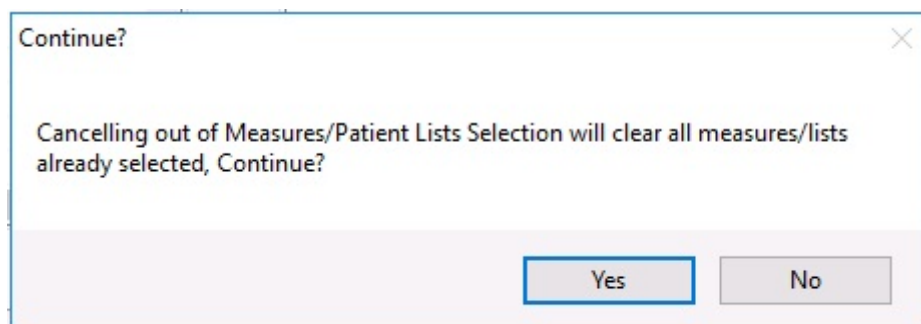 Continue?
Cancelling out of Measures/Patient Lists Selection will clear all measures/lists
already selected, Continue?
Yes
No